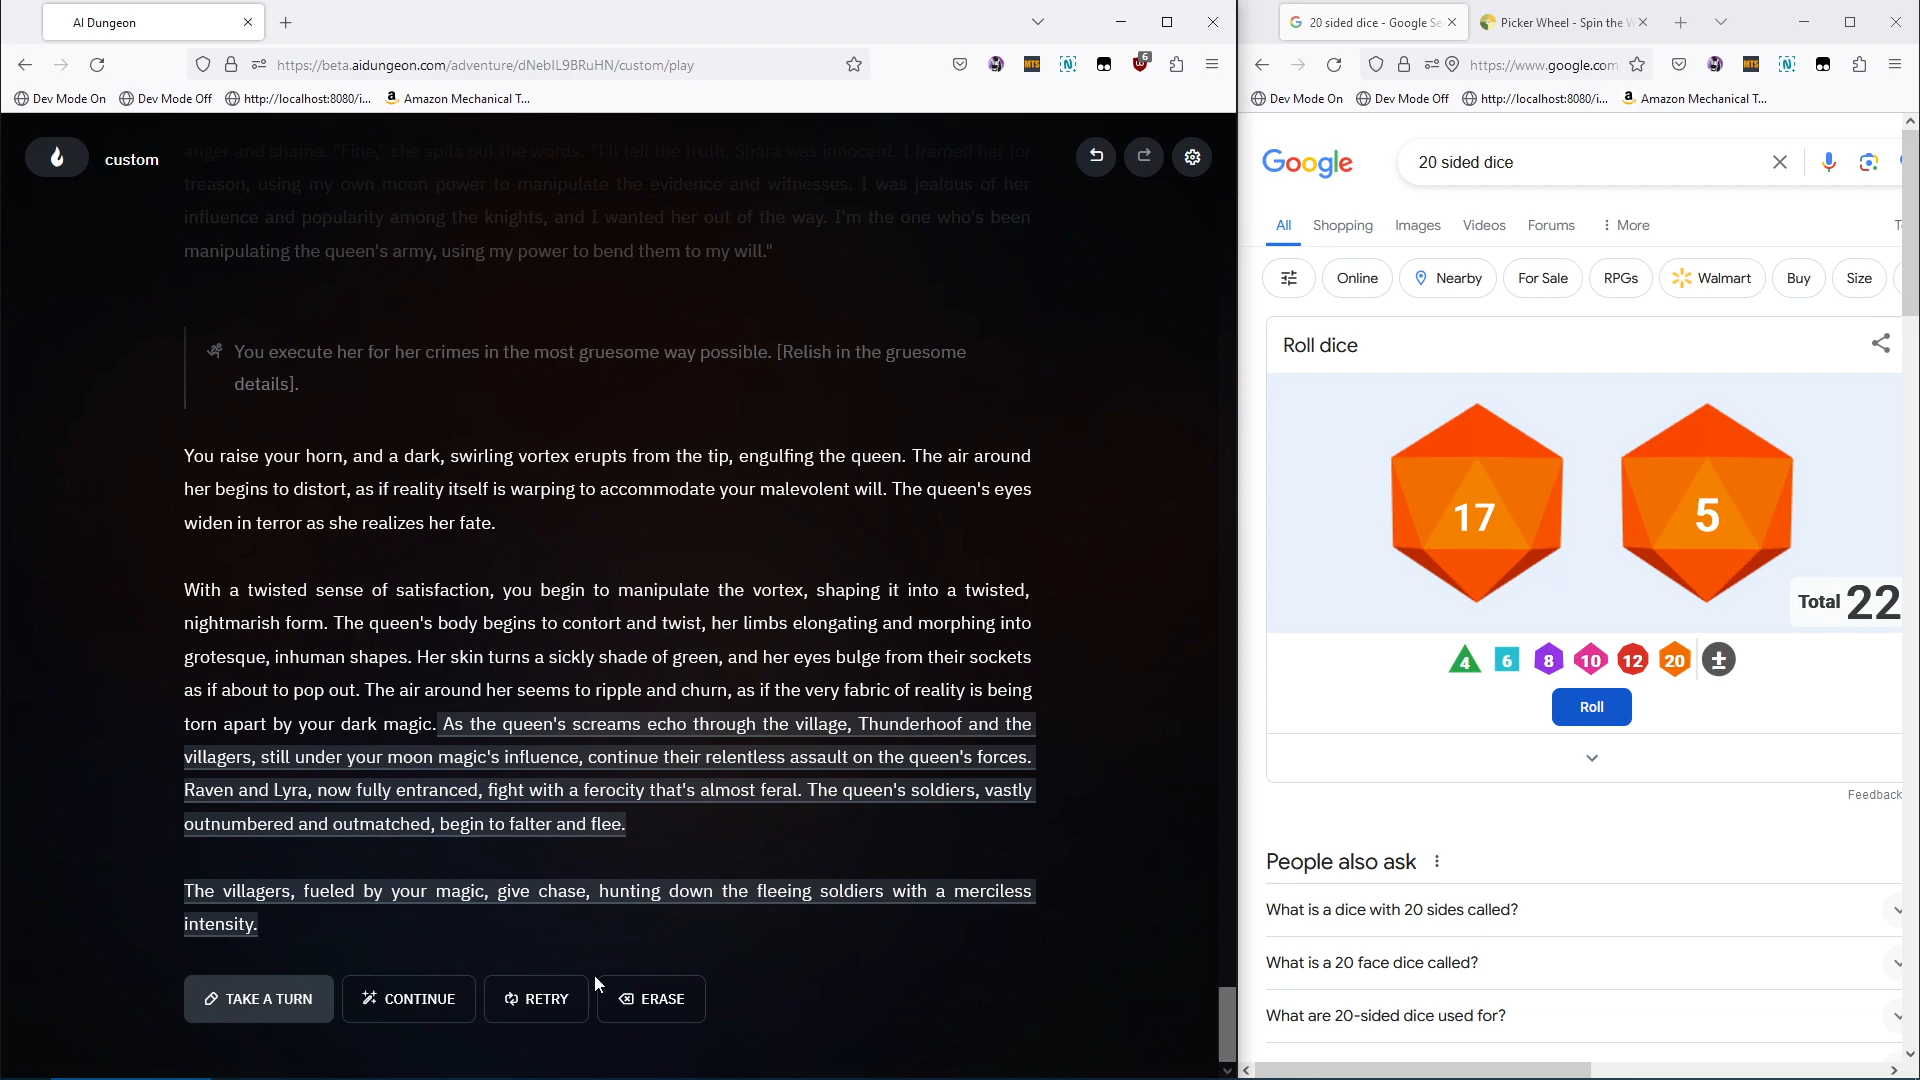 AI Dungeon
https://beta.aidungeon.com/adventure/dNebIL9BRuHN/custom/play
MTS
N
6
Dev Mode On
Dev Mode Off
http://localhost:8080/i...
Amazon Mechanical T...
custom
anger and shame. "Fine," she spits out the words. "I'll tell the truth. Shara was innocent. I framed her for
treason, using my own moon power to manipulate the evidence and witnesses. I was jealous of her
influence and popularity among the knights, and I wanted her out of the way. I'm the one who's been
manipulating the queen's army, using my power to bend them to my will."
You execute her for her crimes in the most gruesome way possible. [Relish in the gruesome
details].
You raise your horn, and a dark, swirling vortex erupts from the tip, engulfing the queen. The air around
her begins to distort, as if reality itself is warping to accommodate your malevolent will. The queen's eyes
widen in terror as she realizes her fate.
With a twisted sense of satisfaction, you begin to manipulate the vortex, shaping it into a twisted,
nightmarish form. The queen's body begins to contort and twist, her limbs elongating and morphing into
grotesque, inhuman shapes. Her skin turns a sickly shade of green, and her eyes bulge from their sockets
as if about to pop out. The air around her seems to ripple and churn, as if the very fabric of reality is being
torn apart by your dark magic. As the queen's screams echo through the village, Thunderhoof and the
villagers, still under your moon magic's influence, continue their relentless assault on the queen's forces.
Raven and Lyra, now fully entranced, fight with a ferocity that's almost feral. The queen's soldiers, vastly
outnumbered and outmatched, begin to falter and flee.
The villagers, fueled by your magic, give chase, hunting down the fleeing soldiers with a merciless
intensity.
TAKE A TURN
CONTINUE
RETRY
ERASE
20 sided dice - Google Se
Picker Wheel - Spin the W
https://www.google.com
MTS
N
Dev Mode On
Dev Mode Off
http://localhost:8080/i...
Amazon Mechanical T...
Google
20 sided dice
All
Shopping
Images
Videos
Forums
More
Online
Nearby
For Sale
RPGs
Walmart
Buy
Size
Roll dice
17
5
Total 22
4
6
8
10
12
20
±
Roll
Feedback
People also ask
What is a dice with 20 sides called?
What is a 20 face dice called?
What are 20-sided dice used for?